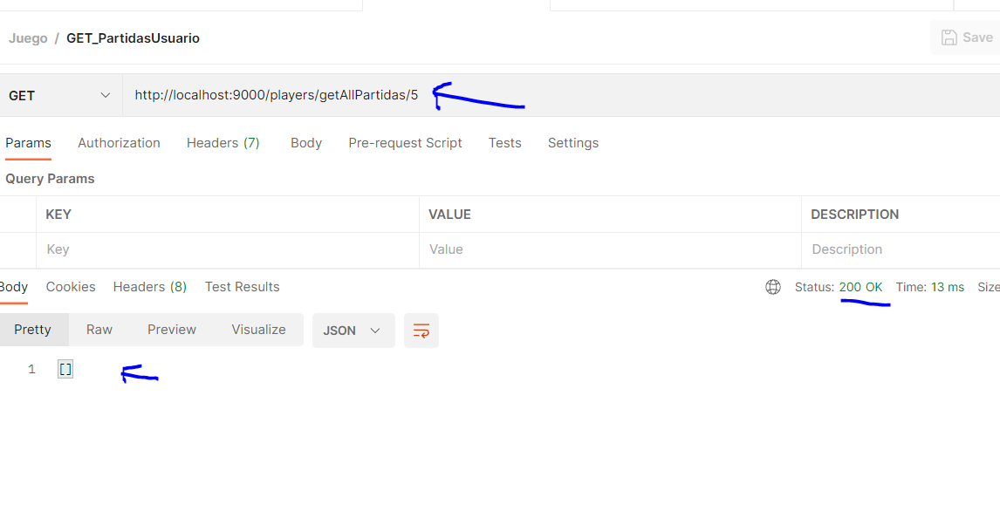 Juego / GET_PartidasUsuario
Save
GET
http://localhost:9000/players/getAllPartidas/5
Params Authorization Headers (7) Body Pre-request Script Tests Settings
Query Params
KEY VALUE DESCRIPTION
Key Value Description
Body Cookies Headers (8) Test Results
Status: 200 OK Time: 13 ms Size
Pretty Raw Preview Visualize JSON
1 []